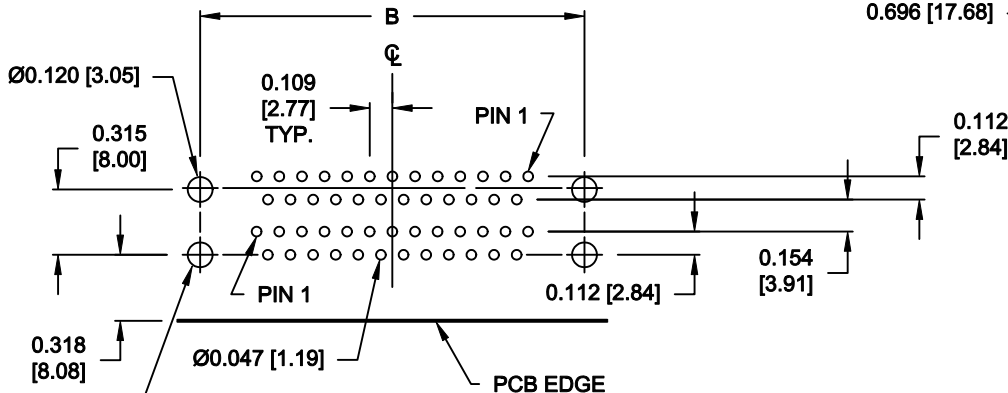 B
0.696 [17.68]
℄
Ø0.120 [3.05]
0.109
[2.77]
TYP.
PIN 1
0.112
[2.84]
0.315
[8.00]
0.154
[3.91]
PIN 1
0.112 [2.84]
0.318
[8.08]
Ø0.047 [1.19]
PCB EDGE